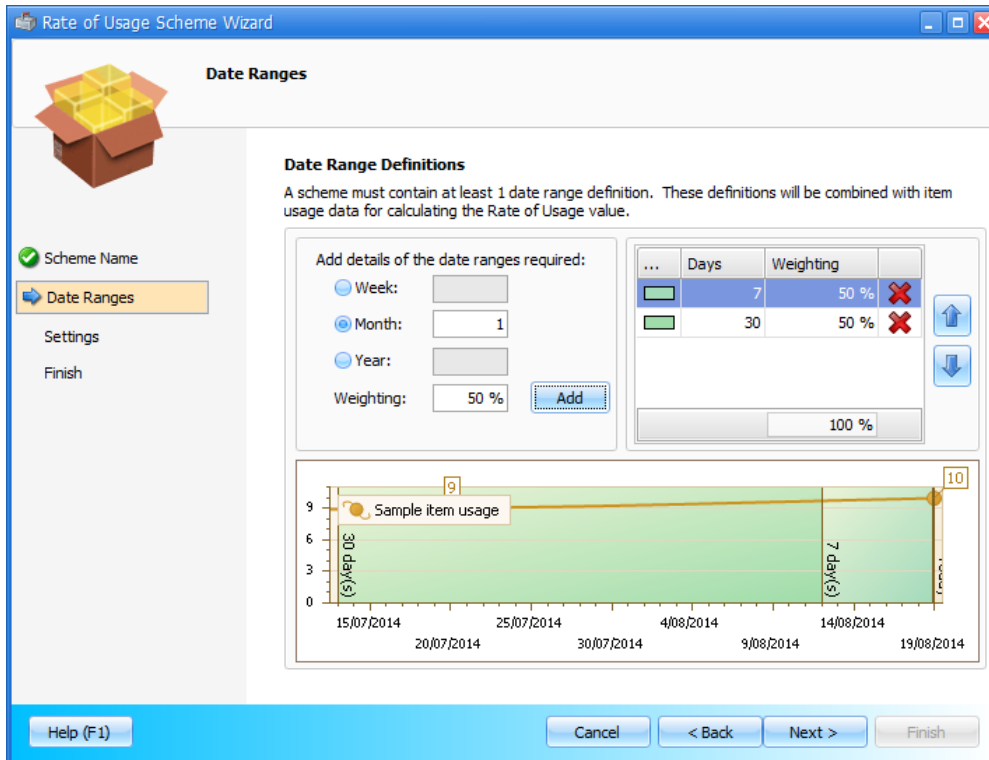 Rate of Usage Scheme Wizard
Date Ranges
Date Range Definitions
A scheme must contain at least 1 date range definition.  These definitions will be combined with item
usage data for calculating the Rate of Usage value.
Scheme Name
Date Ranges
Settings
Finish
Add details of the date ranges required:
Week:
Month: 1
Year:
Weighting: 50 % Add
... Days Weighting
7 50 %
30 50 %
100 %
9 10
Sample item usage
9
6
3
0
30 day(s)
7 day(s)
15/07/2014 25/07/2014 4/08/2014 14/08/2014
20/07/2014 30/07/2014 9/08/2014 19/08/2014
Help (F1) Cancel < Back Next > Finish